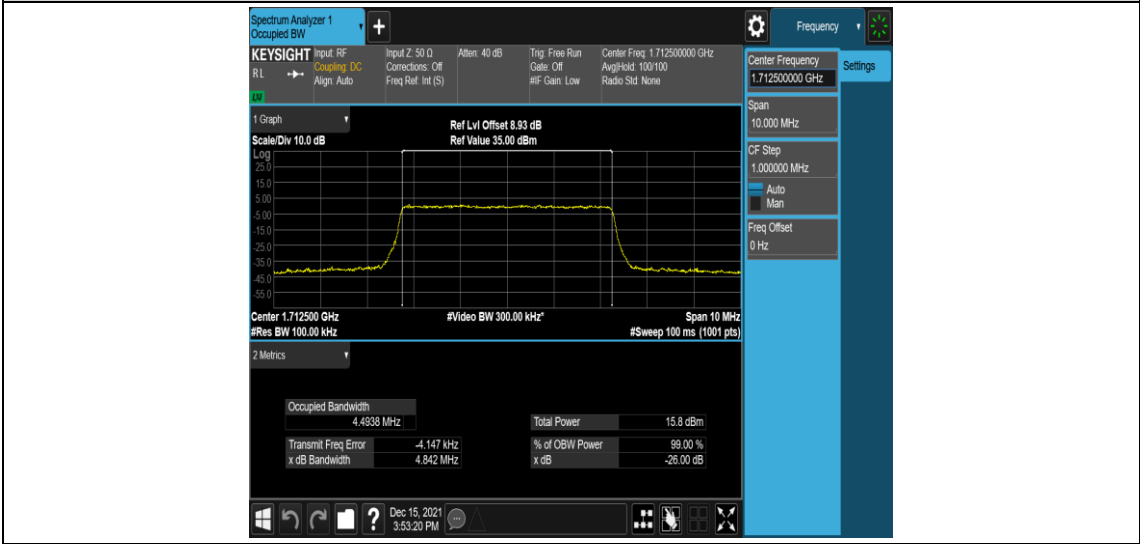 Spectrum Analyzer 1
Occupied BW
+
Frequency
KEYSIGHT
RL
LNI
Input: RF
Coupling: DC
Align: Auto
Input Z: 50 Ω
Corrections: Off
Freq Ref: Int (S)
Atten: 40 dB
Trig: Free Run
Gate: Off
#IF Gain: Low
Center Freq: 1.712500000 GHz
Avg|Hold: 100/100
Radio Std: None
Center Frequency
1.712500000 GHz
Settings
Span
10.000 MHz
CF Step
1.000000 MHz
Auto
Man
Freq Offset
0 Hz
1 Graph
Scale/Div 10.0 dB
Ref Lvl Offset 8.93 dB
Ref Value 35.00 dBm
Log
25.0
15.0
5.00
-5.00
-15.0
-25.0
-35.0
-45.0
-55.0
Center 1.712500 GHz
#Res BW 100.00 kHz
#Video BW 300.00 kHz*
Span 10 MHz
#Sweep 100 ms (1001 pts)
2 Metrics
Occupied Bandwidth
4.4938 MHz
Transmit Freq Error -4.147 kHz
x dB Bandwidth 4.842 MHz
Total Power 15.8 dBm
% of OBW Power 99.00 %
x dB -26.00 dB
?
Dec 15, 2021
3:53:20 PM